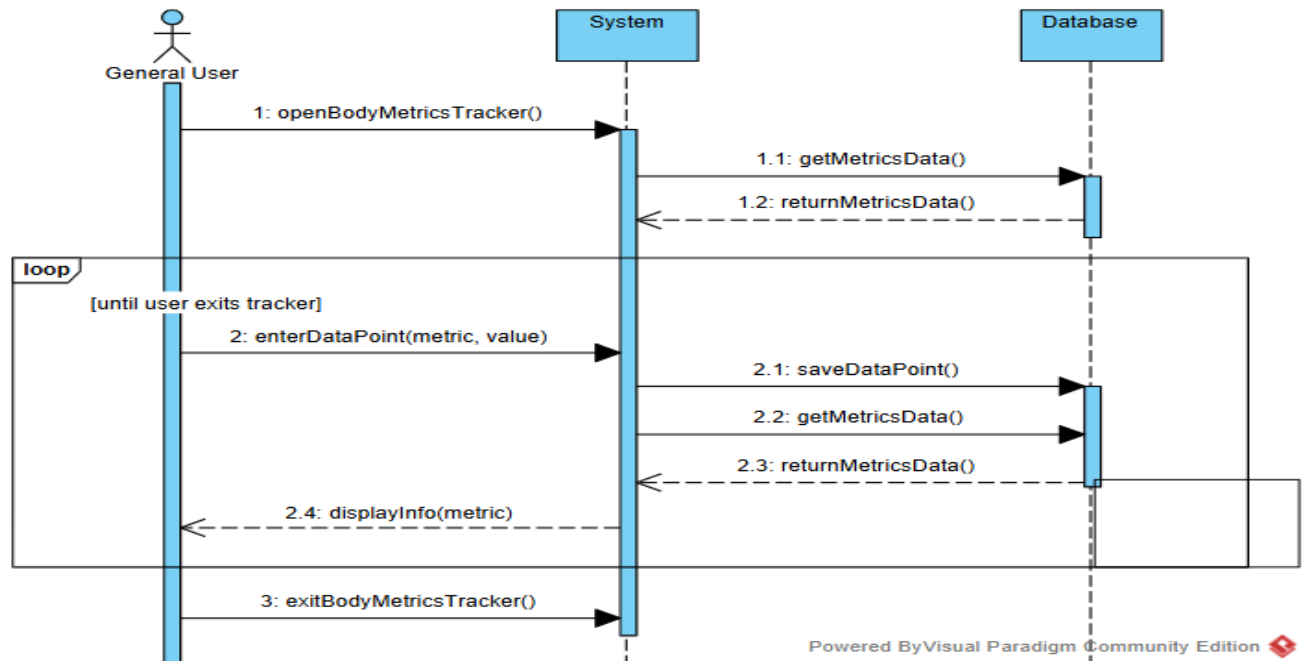 System
Database
General User
1: openBodyMetricsTracker()
1.1: getMetricsData()
1.2: returnMetricsData()
loop
[until user exits tracker]
2: enterDataPoint(metric, value)
2.1: saveDataPoint()
2.2: getMetricsData()
2.3: returnMetricsData()
2.4: displayInfo(metric)
3: exitBodyMetricsTracker()
Powered ByVisual Paradigm Community Edition